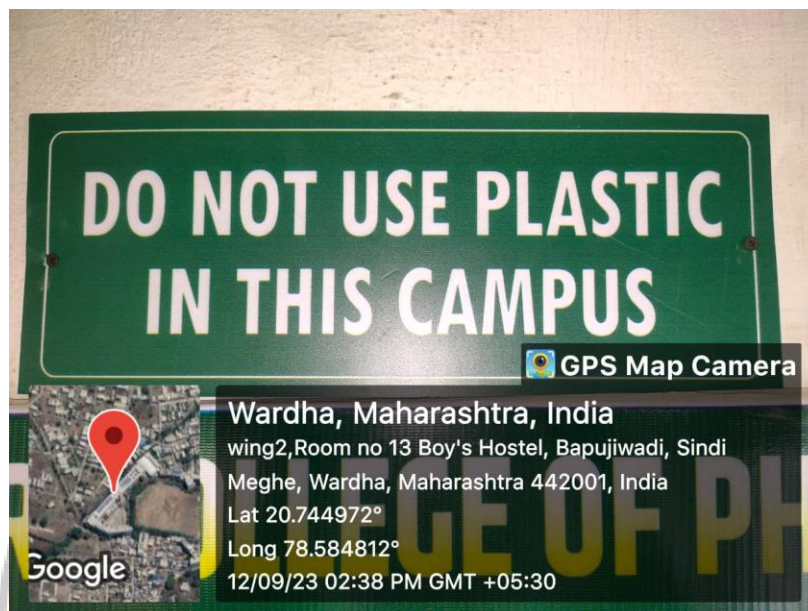 DO NOT USE PLASTIC
IN THIS CAMPUS
GPS Map Camera
Wardha, Maharashtra, India
wing2,Room no 13 Boy's Hostel, Bapujiwadi, Sindi
Meghe, Wardha, Maharashtra 442001, India
Lat 20.744972°
Long 78.584812°
12/09/23 02:38 PM GMT +05:30
Google
OF